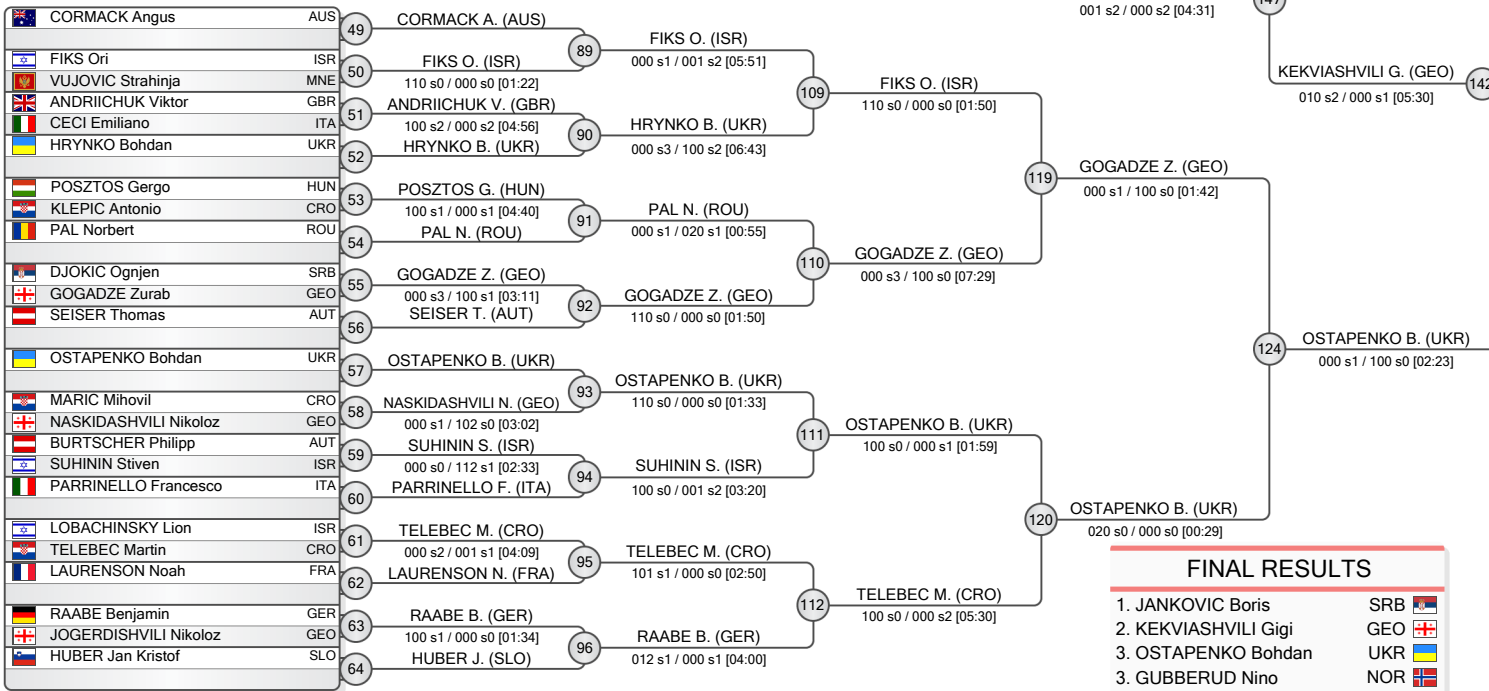 CORMACK Angus AUS
FIKS Ori ISR
VUJOVIC Strahinja MNE
ANDRIICHUK Viktor GBR
CECI Emiliano ITA
HRYNKO Bohdan UKR
POSZTOS Gergo HUN
KLEPIC Antonio CRO
PAL Norbert ROU
DJOKIC Ognjen SRB
GOGADZE Zurab GEO
SEISER Thomas AUT
OSTAPENKO Bohdan UKR
MARIC Mihovil CRO
NASKIDASHVILI Nikoloz GEO
BURTSCHER Philipp AUT
SUHININ Stiven ISR
PARRINELLO Francesco ITA
LOBACHINSKY Lion ISR
TELEBEC Martin CRO
LAURENSON Noah FRA
RAABE Benjamin GER
JOGERDISHVILI Nikoloz GEO
HUBER Jan Kristof SLO
49
50
51
52
53
54
55
56
57
58
59
60
61
62
63
64
CORMACK A. (AUS)
FIKS O. (ISR)
110 s0 / 000 s0 [01:22]
ANDRIICHUK V. (GBR)
100 s2 / 000 s2 [04:56]
HRYNKO B. (UKR)
POSZTOS G. (HUN)
100 s1 / 000 s1 [04:40]
PAL N. (ROU)
GOGADZE Z. (GEO)
000 s3 / 100 s1 [03:11]
SEISER T. (AUT)
OSTAPENKO B. (UKR)
NASKIDASHVILI N. (GEO)
000 s1 / 102 s0 [03:02]
SUHININ S. (ISR)
000 s0 / 112 s1 [02:33]
PARRINELLO F. (ITA)
TELEBEC M. (CRO)
000 s2 / 001 s1 [04:09]
LAURENSON N. (FRA)
RAABE B. (GER)
100 s1 / 000 s0 [01:34]
HUBER J. (SLO)
89
90
91
92
93
94
95
96
FIKS O. (ISR)
000 s1 / 001 s2 [05:51]
HRYNKO B. (UKR)
000 s3 / 100 s2 [06:43]
PAL N. (ROU)
000 s1 / 020 s1 [00:55]
GOGADZE Z. (GEO)
110 s0 / 000 s0 [01:50]
OSTAPENKO B. (UKR)
110 s0 / 000 s0 [01:33]
SUHININ S. (ISR)
100 s0 / 001 s2 [03:20]
TELEBEC M. (CRO)
101 s1 / 000 s0 [02:50]
RAABE B. (GER)
012 s1 / 000 s1 [04:00]
109
110
111
112
FIKS O. (ISR)
110 s0 / 000 s0 [01:50]
GOGADZE Z. (GEO)
000 s3 / 100 s0 [07:29]
OSTAPENKO B. (UKR)
100 s0 / 000 s1 [01:59]
TELEBEC M. (CRO)
100 s0 / 000 s2 [05:30]
119
120
GOGADZE Z. (GEO)
000 s1 / 100 s0 [01:42]
OSTAPENKO B. (UKR)
020 s0 / 000 s0 [00:29]
124
OSTAPENKO B. (UKR)
000 s1 / 100 s0 [02:23]
001 s2 / 000 s2 [04:31]
KEKVIASHVILI G. (GEO)
010 s2 / 000 s1 [05:30]
142
FINAL RESULTS
1. JANKOVIC Boris SRB
2. KEKVIASHVILI Gigi GEO
3. OSTAPENKO Bohdan UKR
3. GUBBERUD Nino NOR